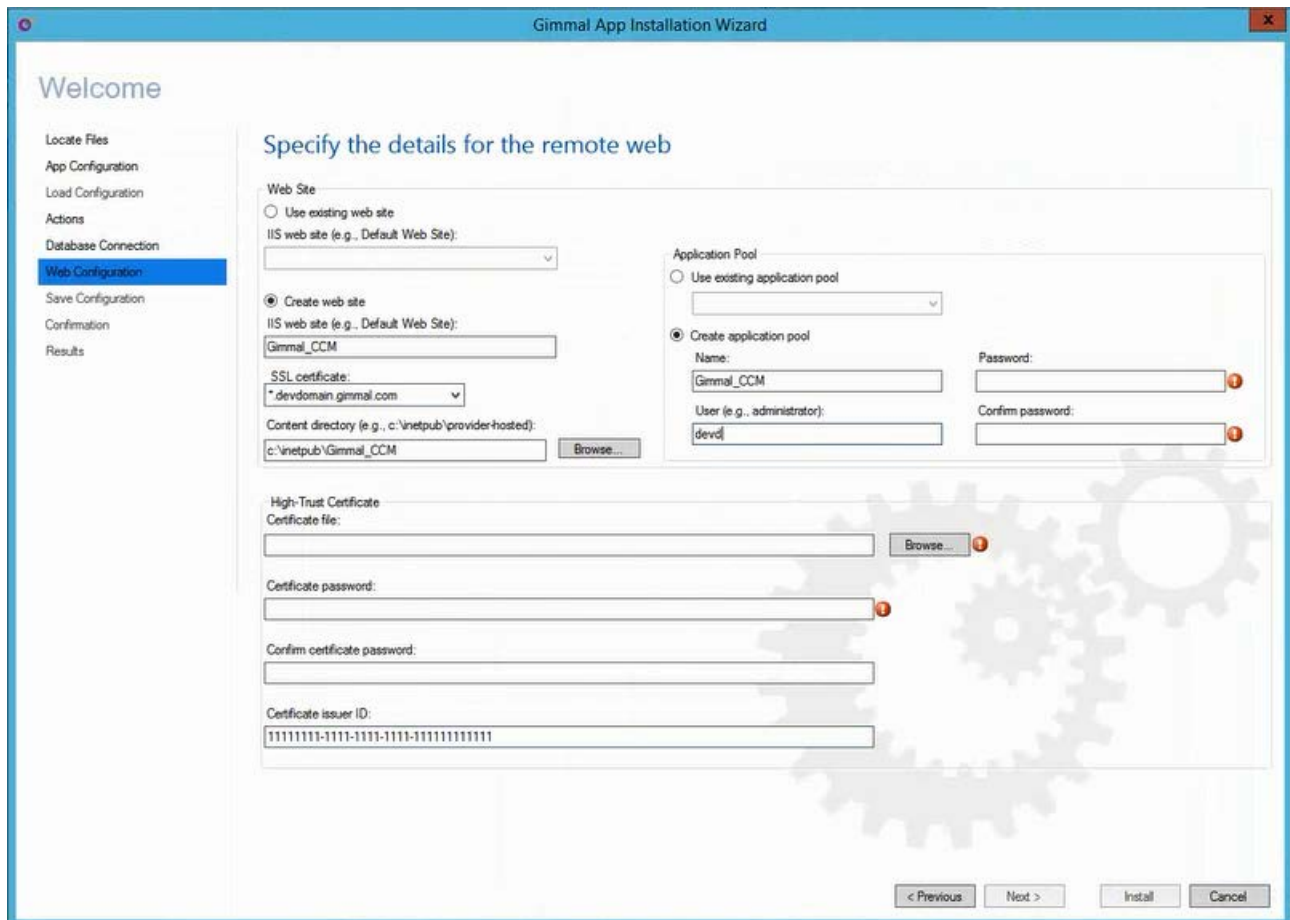 Gimmal App Installation Wizard
x
Welcome
Locate Files
App Configuration
Load Configuration
Actions
Database Connection
Web Configuration
Save Configuration
Confirmation
Results
Specify the details for the remote web
Web Site
Use existing web site
IIS web site (e.g., Default Web Site):
Create web site
IIS web site (e.g., Default Web Site):
Gimmal_CCM
SSL certificate:
*.devdomain.gimmal.com
Content directory (e.g., c:\inetpub\provider-hosted):
c:\inetpub\Gimmal_CCM
Browse...
Application Pool
Use existing application pool
Create application pool
Name:
Gimmal_CCM
Password:
User (e.g., administrator):
devd
Confirm password:
High-Trust Certificate
Certificate file:
Browse...
Certificate password:
Confirm certificate password:
Certificate issuer ID:
11111111-1111-1111-1111-111111111111
< Previous
Next >
Install
Cancel